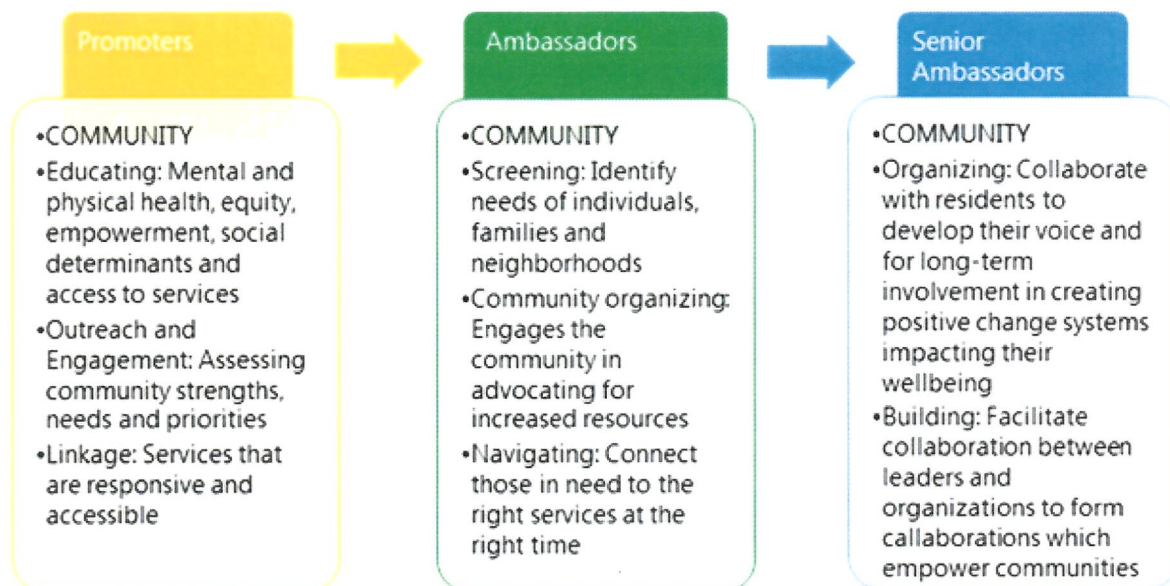 Promoters
•COMMUNITY
•Educating: Mental and
physical health, equity,
empowerment, social
determinants and
access to services
•Outreach and
Engagement: Assessing
community strengths,
needs and priorities
•Linkage: Services that
are responsive and
accessible
Ambassadors
•COMMUNITY
•Screening: Identify
needs of individuals,
families and
neighborhoods
•Community organizing:
Engages the
community in
advocating for
increased resources
•Navigating: Connect
those in need to the
right services at the
right time
Senior
Ambassadors
•COMMUNITY
•Organizing: Collaborate
with residents to
develop their voice and
for long-term
involvement in creating
positive change systems
impacting their
wellbeing
•Building: Facilitate
collaboration between
leaders and
organizations to form
callaborations which
empower communities